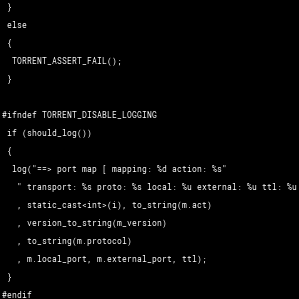 }
else
{
TORRENT_ASSERT_FAIL();
}
#ifndef TORRENT_DISABLE_LOGGING
if (should_log())
{
log("==> port map [ mapping: %d action: %s"
" transport: %s proto: %s local: %u external: %u ttl: %u
, static_cast<int>(i), to_string(m.act)
, version_to_string(m_version)
, to_string(m.protocol)
, m.local_port, m.external_port, ttl);
}
#endif